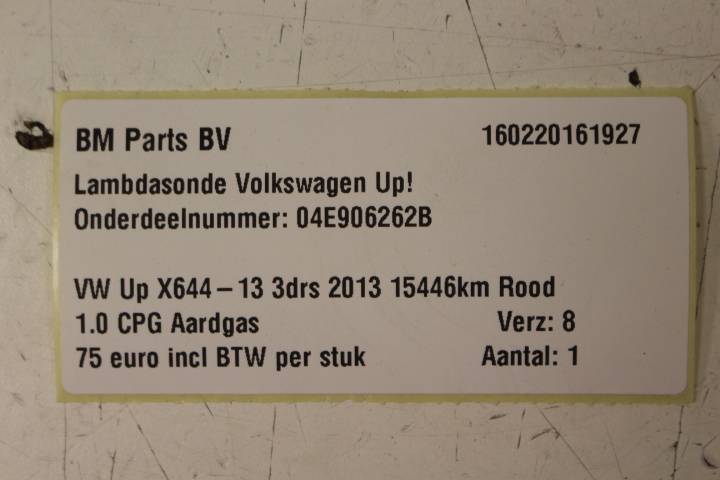 BM Parts BV 160220161927
Lambdasonde Volkswagen Up!
Onderdeelnummer: 04E906262B
VW Up X644-13 3drs 2013 15446km Rood
1.0 CPG Aardgas Verz: 8
75 euro incl BTW per stuk Aantal: 1